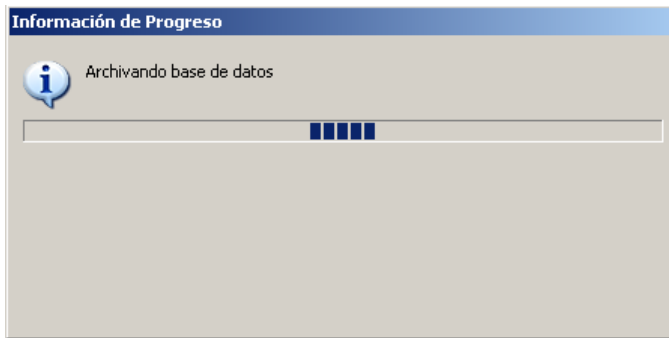 Información de Progreso
Archivando base de datos